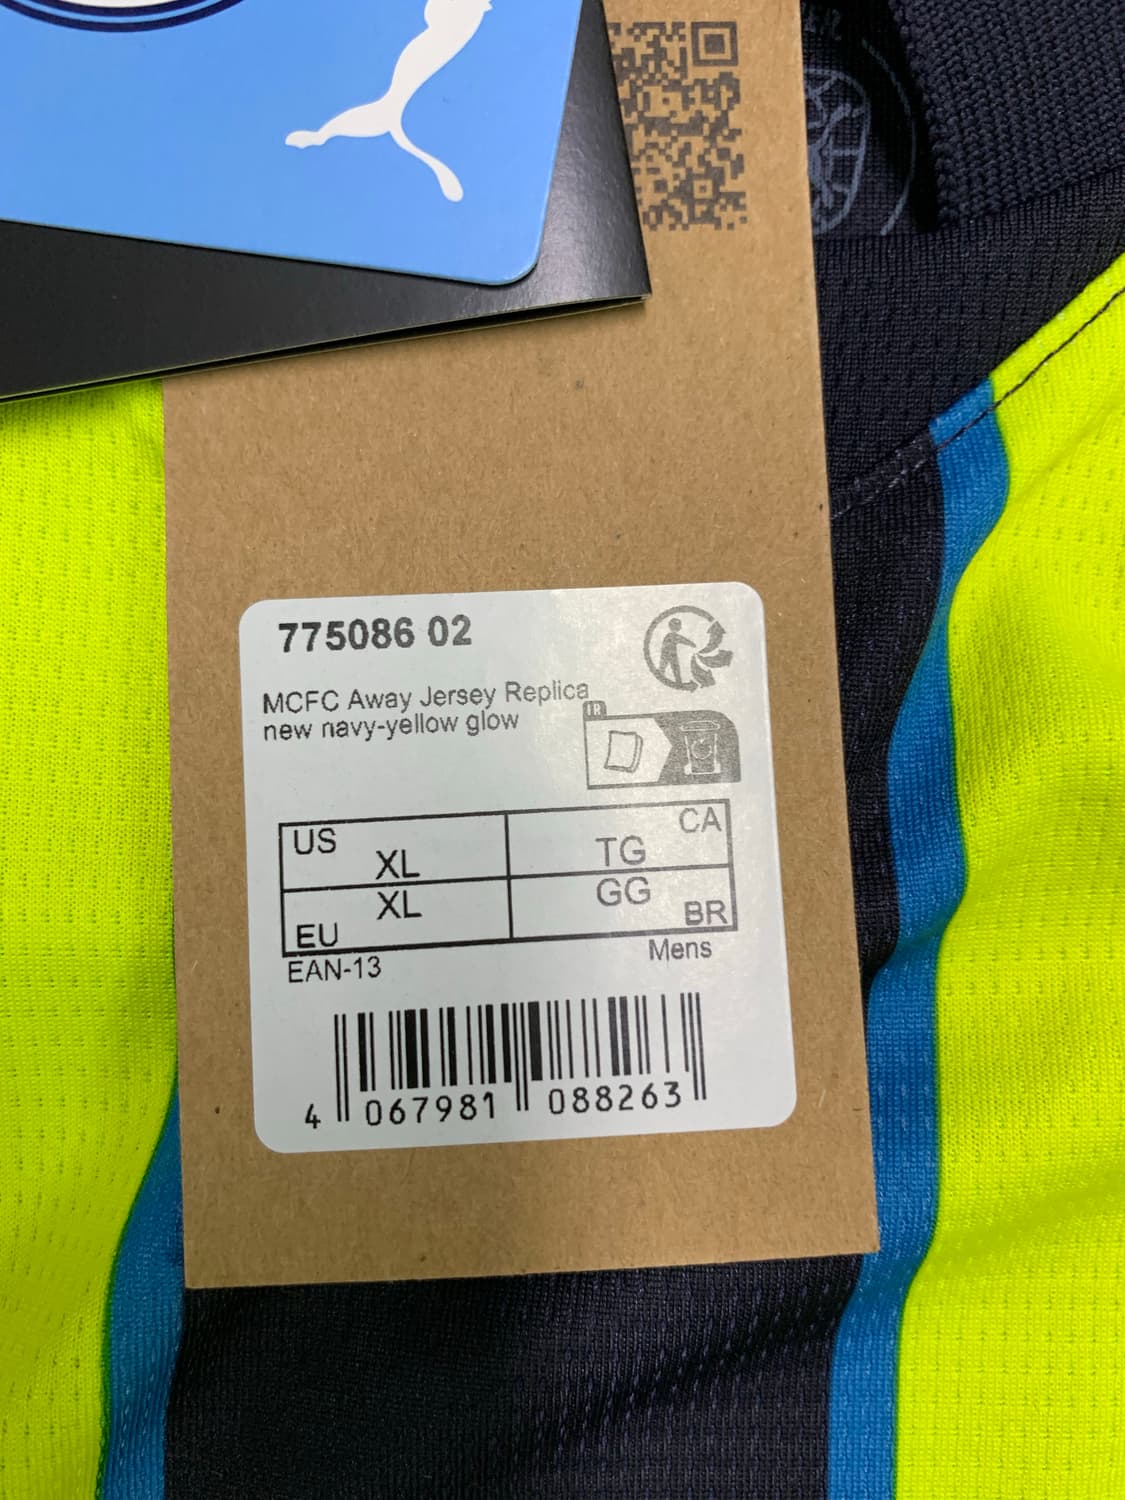 775086 02
MCFC Away Jersey Replica
new navy-yellow glow
FR
US XL
TG CA
EU XL
GG BR
EAN-13
Mens
4 067981 088263